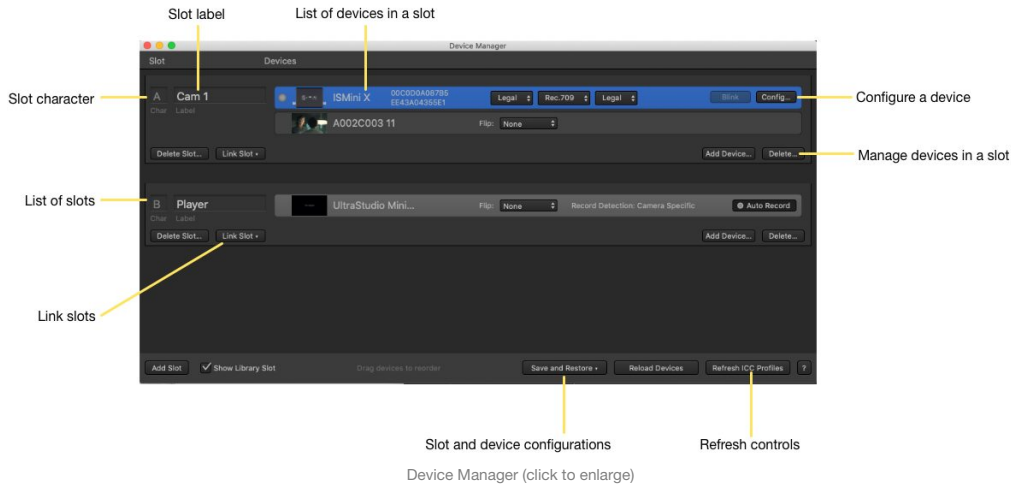 Slot label
List of devices in a slot
Device Manager
Slot
Devices
Slot character
A
Cam 1
Char Label
ISMini X
00C0D0A087B5
EE43A04355E1
Legal
Rec.709
Legal
Blink
Config...
Configure a device
A002C003 11
Flip:
None
Delete Slot...
Link Slot
Add Device...
Delete...
Manage devices in a slot
List of slots
B
Player
Char Label
UltraStudio Mini...
Flip:
None
Record Detection: Camera Specific
Auto Record
Delete Slot...
Link Slot
Add Device...
Delete...
Link slots
Add Slot
Show Library Slot
Drag devices to reorder
Save and Restore
Reload Devices
Refresh ICC Profiles
?
Slot and device configurations
Refresh controls
Device Manager (click to enlarge)